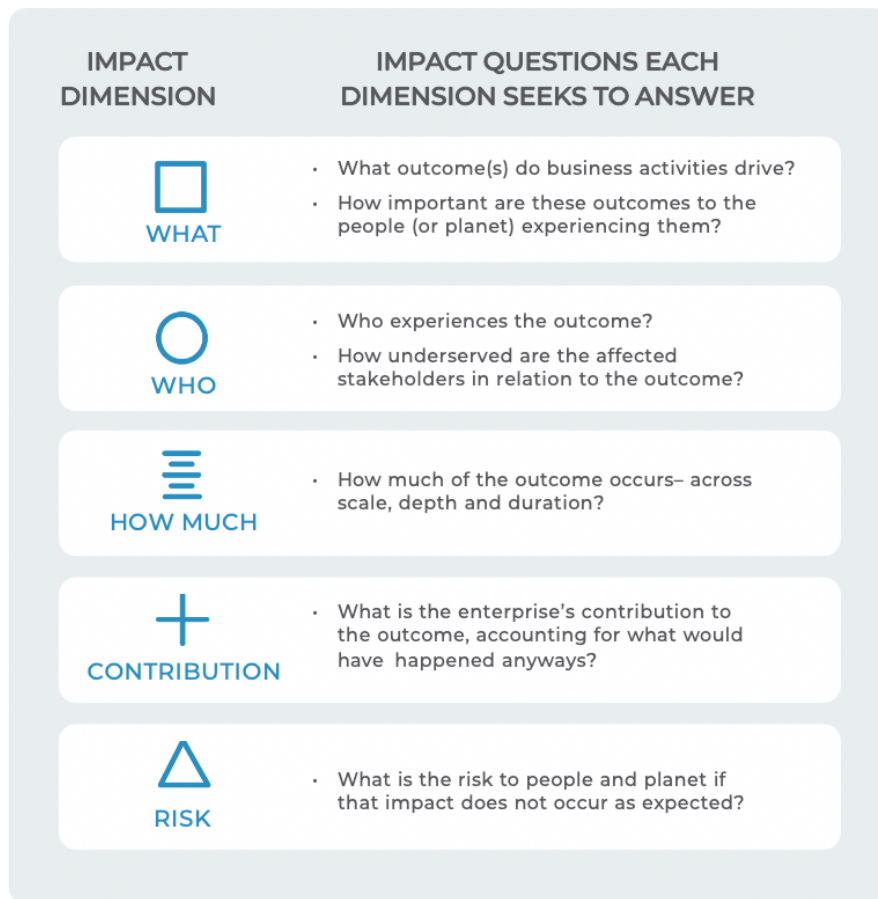 IMPACT
DIMENSION
IMPACT QUESTIONS EACH
DIMENSION SEEKS TO ANSWER
WHAT
• What outcome(s) do business activities drive?
• How important are these outcomes to the
people (or planet) experiencing them?
WHO
• Who experiences the outcome?
• How underserved are the affected
stakeholders in relation to the outcome?
HOW MUCH
• How much of the outcome occurs– across
scale, depth and duration?
CONTRIBUTION
• What is the enterprise’s contribution to
the outcome, accounting for what would
have happened anyways?
RISK
• What is the risk to people and planet if
that impact does not occur as expected?